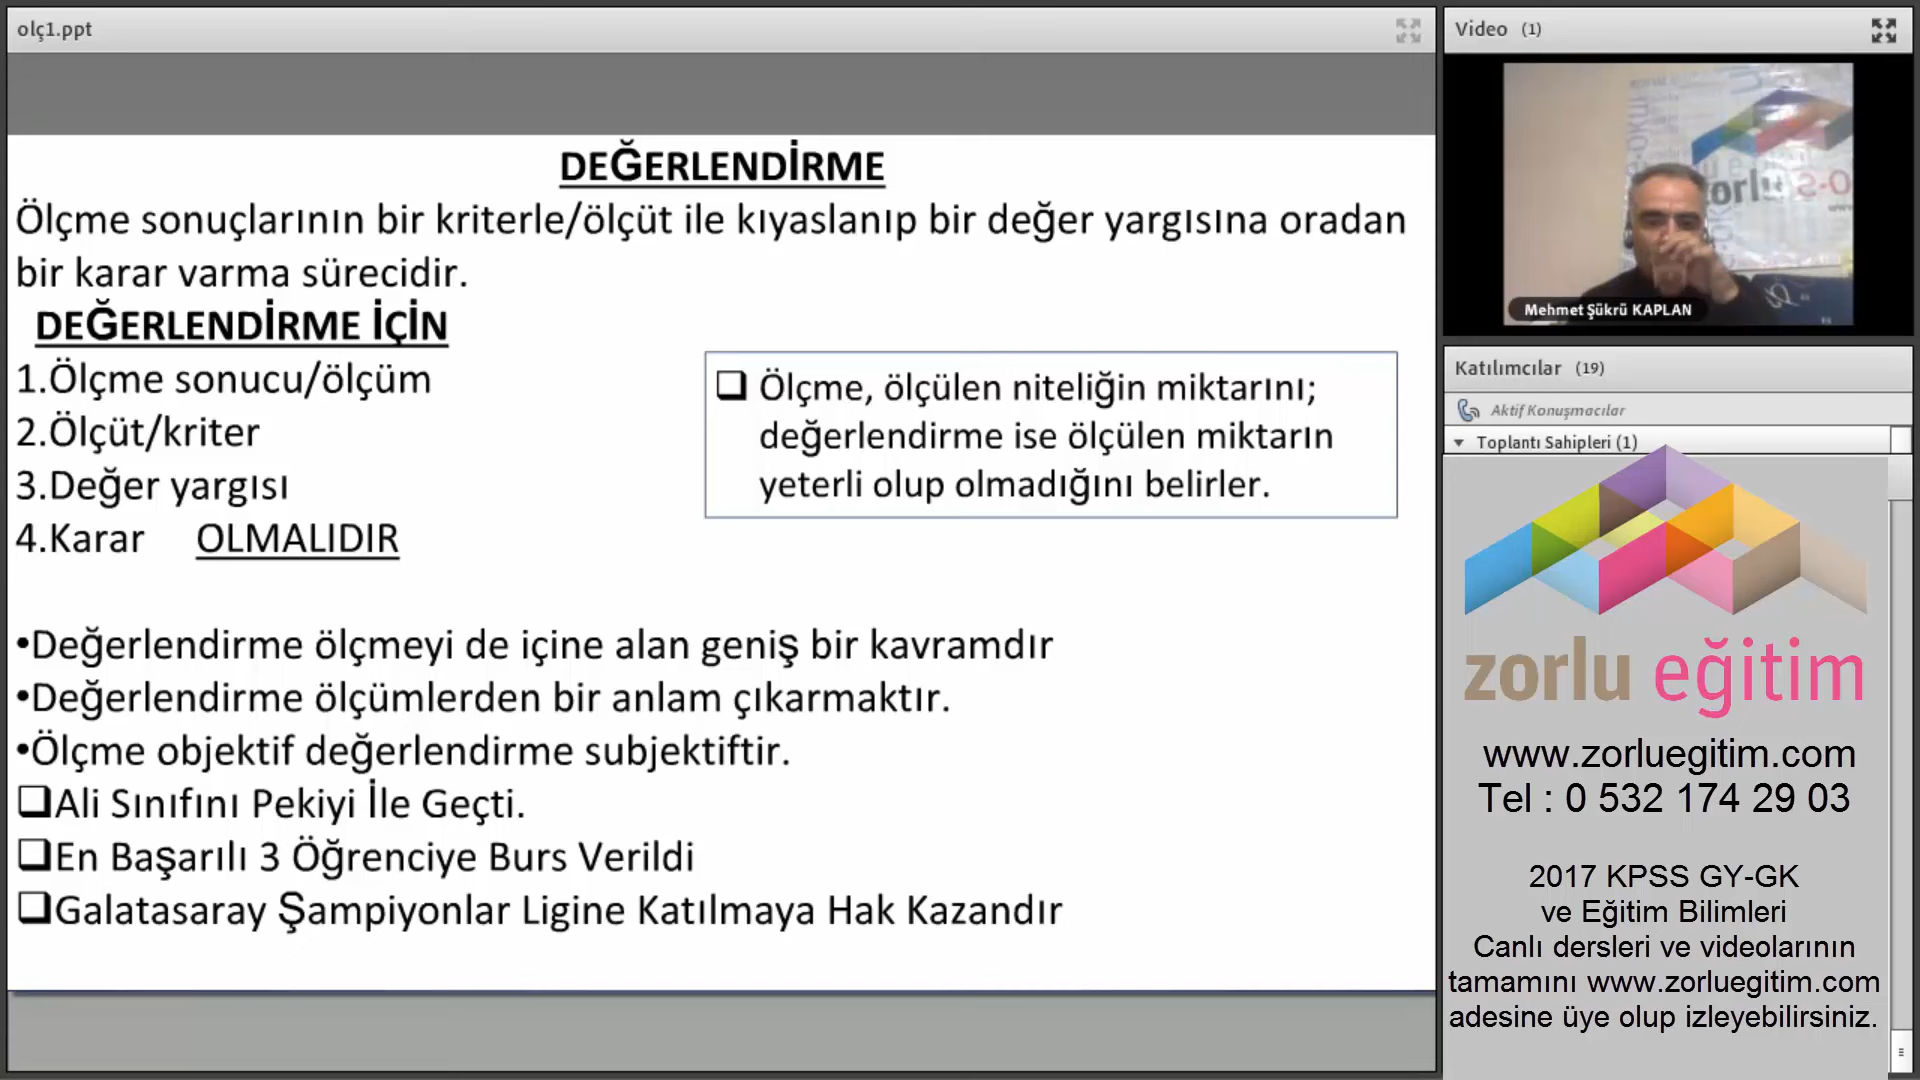 olç1.ppt
DEĞERLENDİRME
Ölçme sonuçlarının bir kriterle/ölçüt ile kıyaslanıp bir değer yargısına oradan
bir karar varma sürecidir.
DEĞERLENDİRME İÇİN
1.Ölçme sonucu/ölçüm
2.Ölçüt/kriter
3.Değer yargısı
4.Karar OLMALIDIR
Ölçme, ölçülen niteliğin miktarını;
değerlendirme ise ölçülen miktarın
yeterli olup olmadığını belirler.
•Değerlendirme ölçmeyi de içine alan geniş bir kavramdır
•Değerlendirme ölçümlerden bir anlam çıkarmaktır.
•Ölçme objektif değerlendirme subjektiftir.
❑Ali Sınıfını Pekiyi İle Geçti.
❑En Başarılı 3 Öğrenciye Burs Verildi
❑Galatasaray Şampiyonlar Ligine Katılmaya Hak Kazandır
Video (1)
zorlu
Mehmet Şükrü KAPLAN
Katılımcılar (19)
Aktif Konuşmacılar
Toplantı Sahipleri (1)
zorlu eğitim
www.zorluegitim.com
Tel : 0 532 174 29 03
2017 KPSS GY-GK
ve Eğitim Bilimleri
Canlı dersleri ve videolarının
tamamını www.zorluegitim.com
adesine üye olup izleyebilirsiniz.